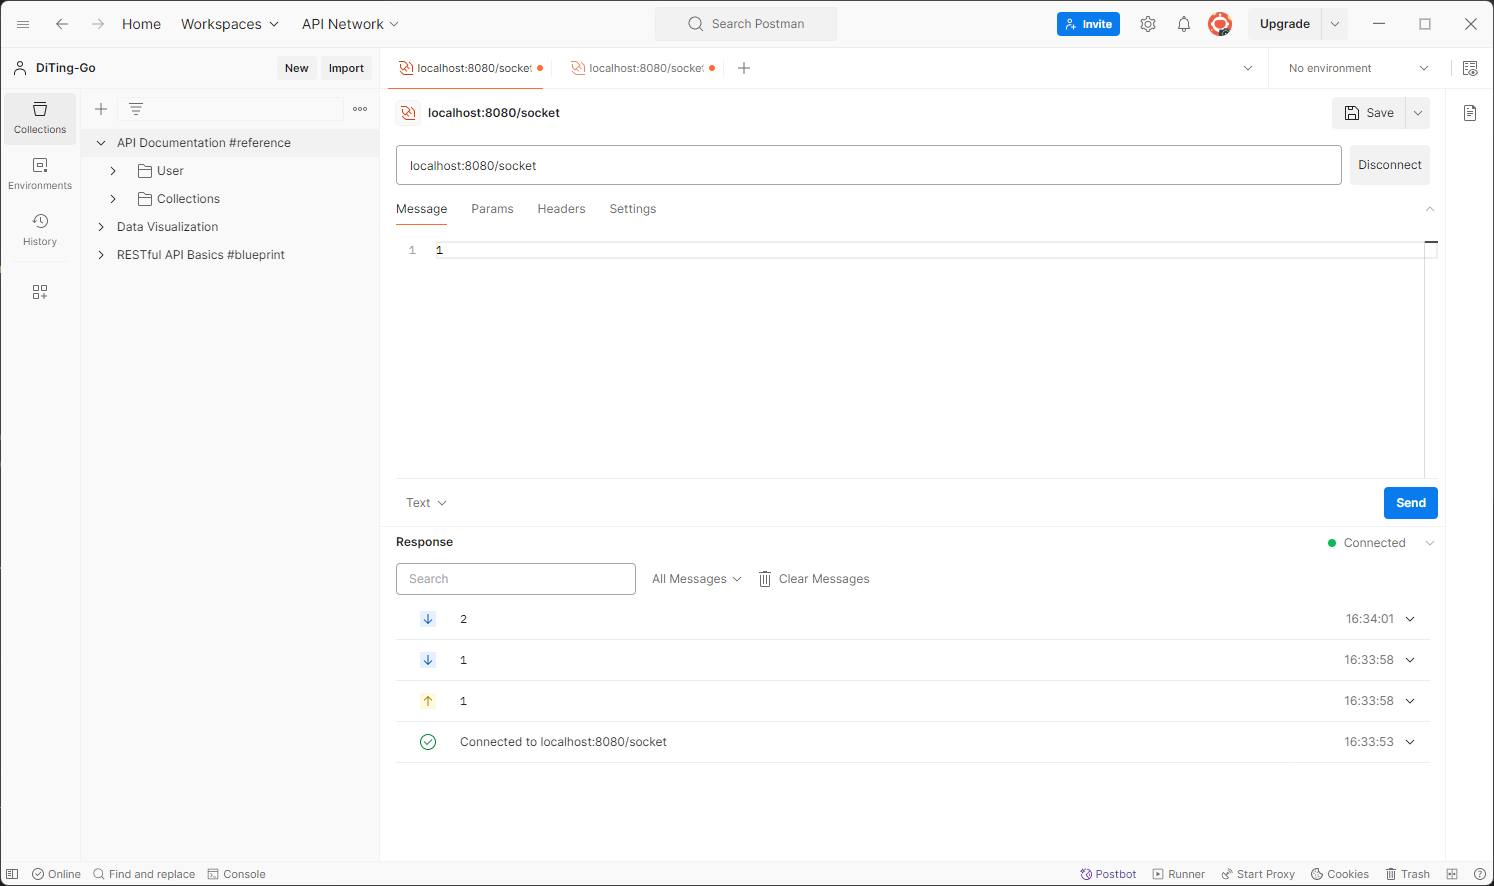 Home Workspaces API Network Search Postman Invite Upgrade
DiTing-Go New Import localhost:8080/socket localhost:8080/socket No environment
Collections
Environments
History
API Documentation #reference
User
Collections
Data Visualization
RESTful API Basics #blueprint
localhost:8080/socket Save
localhost:8080/socket Disconnect
Message Params Headers Settings
1 1
Text Send
Response Connected
Search All Messages Clear Messages
2 16:34:01
1 16:33:58
1 16:33:58
Connected to localhost:8080/socket 16:33:53
Online Find and replace Console Postbot Runner Start Proxy Cookies Trash